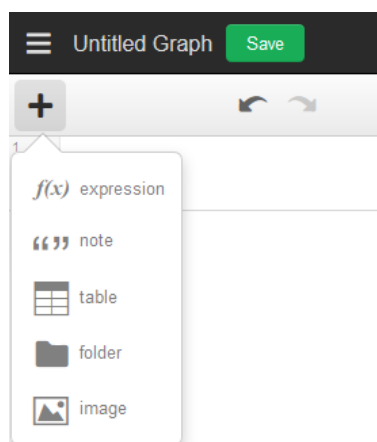 Untitled Graph Save
1
f(x) expression
“” note
table
folder
image